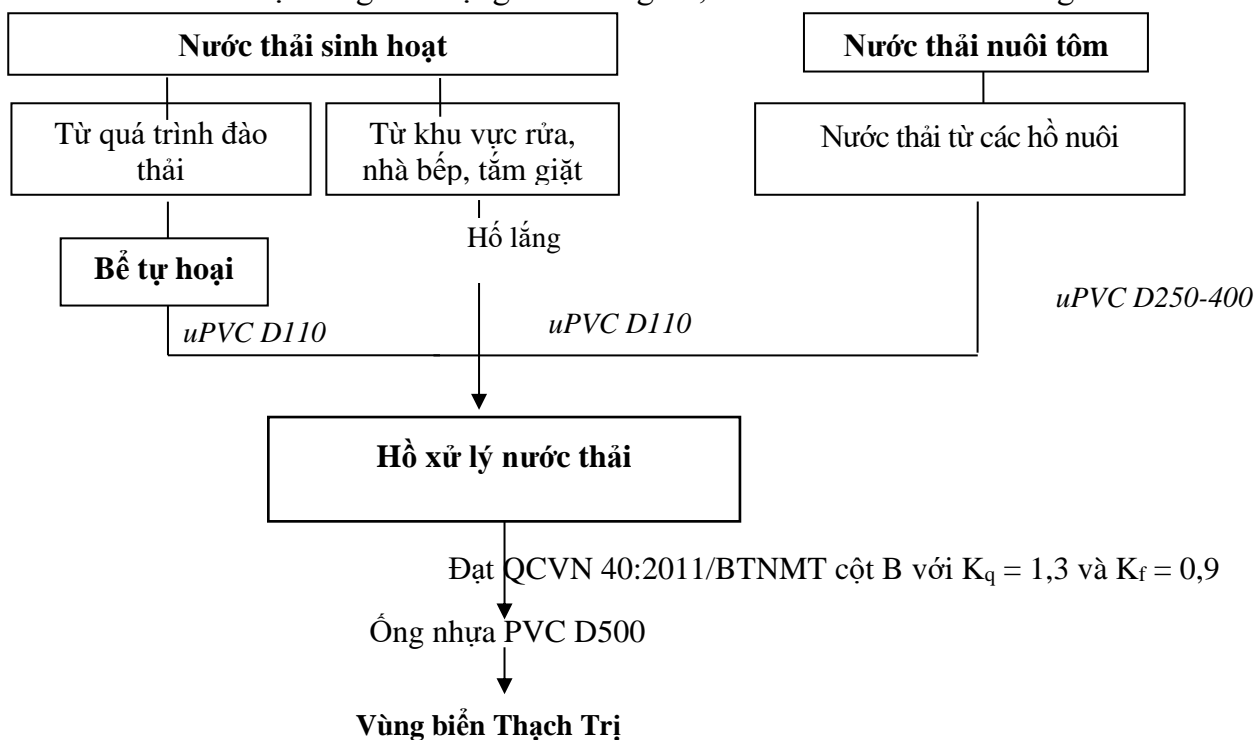 Nước thải sinh hoạt
Nước thải nuôi tôm
Từ quá trình đào
thải
Từ khu vực rửa,
nhà bếp, tắm giặt
Nước thải từ các hồ nuôi
Hố lắng
Bể tự hoại
uPVC D110
uPVC D110
uPVC D250-400
Hồ xử lý nước thải
Đạt QCVN 40:2011/BTNMT cột B với Kq = 1,3 và Kf = 0,9
Ống nhựa PVC D500
Vùng biển Thạch Trị